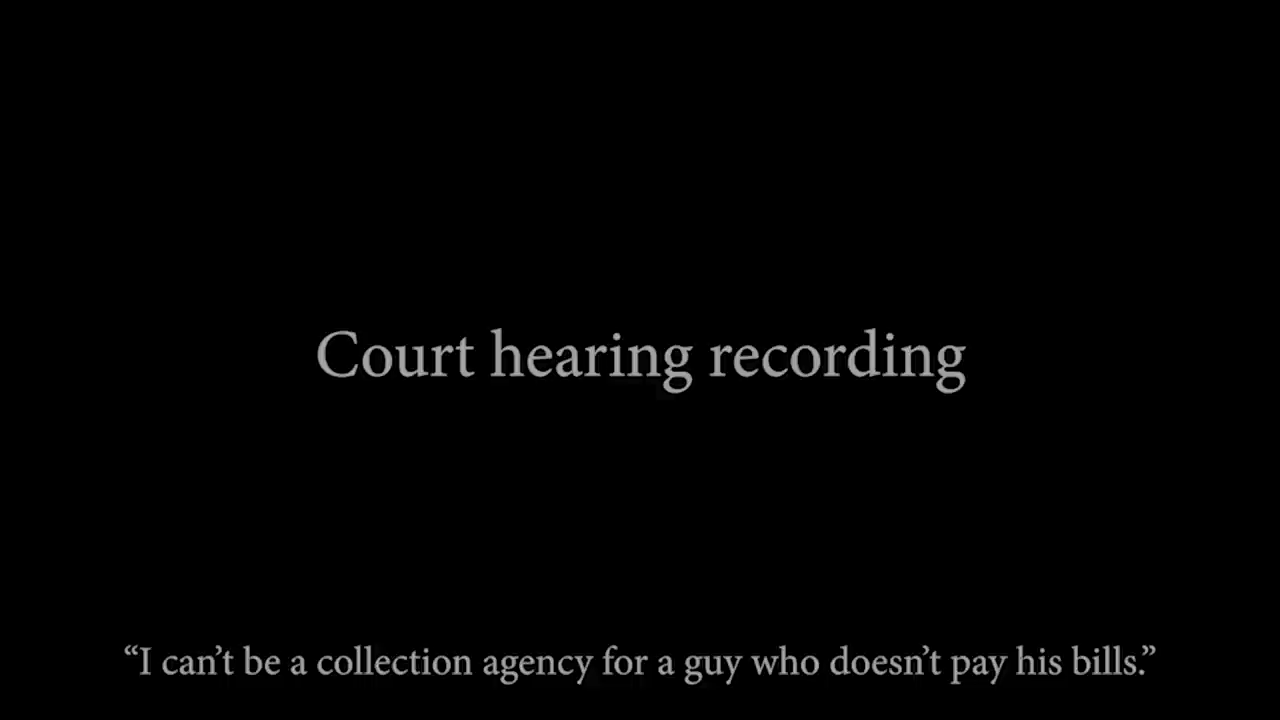 Court hearing recording
“I can’t be a collection agency for a guy who doesn’t pay his bills.”